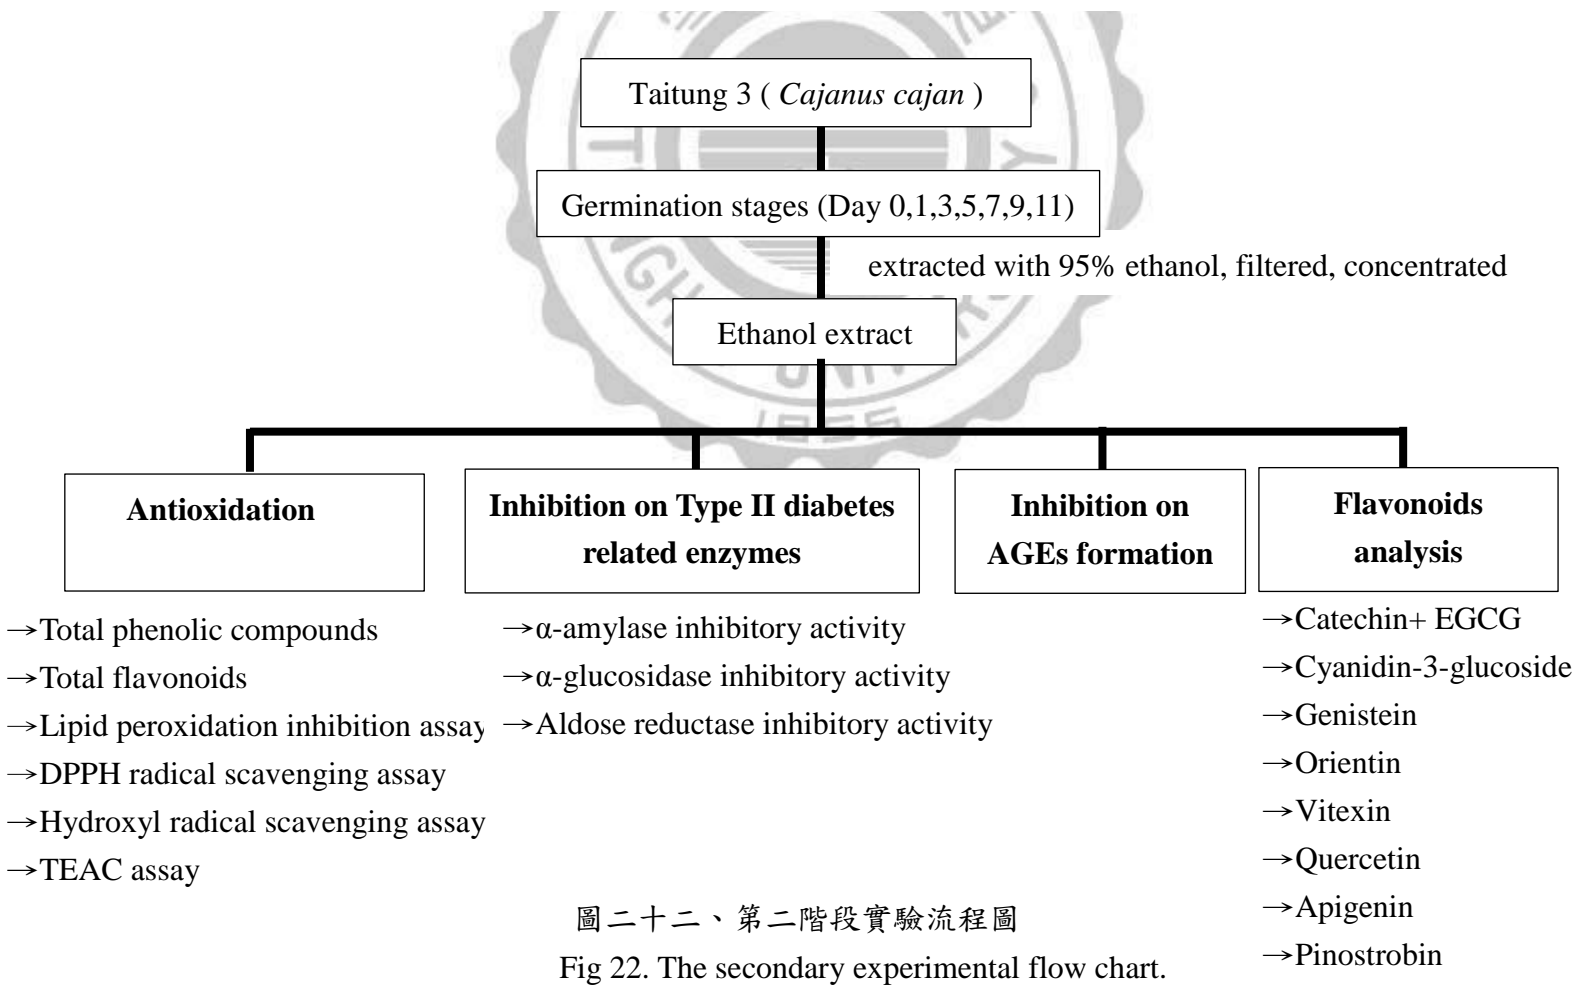 Taitung 3 ( Cajanus cajan )
Germination stages (Day 0,1,3,5,7,9,11)
extracted with 95% ethanol, filtered, concentrated
Ethanol extract
1955
Antioxidation
→Total phenolic compounds
→Total flavonoids
→Lipid peroxidation inhibition assay
→DPPH radical scavenging assay
→Hydroxyl radical scavenging assay
→TEAC assay
Inhibition on Type II diabetes
related enzymes
→α-amylase inhibitory activity
→α-glucosidase inhibitory activity
→Aldose reductase inhibitory activity
Inhibition on
AGEs formation
Flavonoids
analysis
→Catechin+ EGCG
→Cyanidin-3-glucoside
→Genistein
→Orientin
→Vitexin
→Quercetin
→Apigenin
→Pinostrobin
圖二十二、第二階段實驗流程圖
Fig 22. The secondary experimental flow chart.